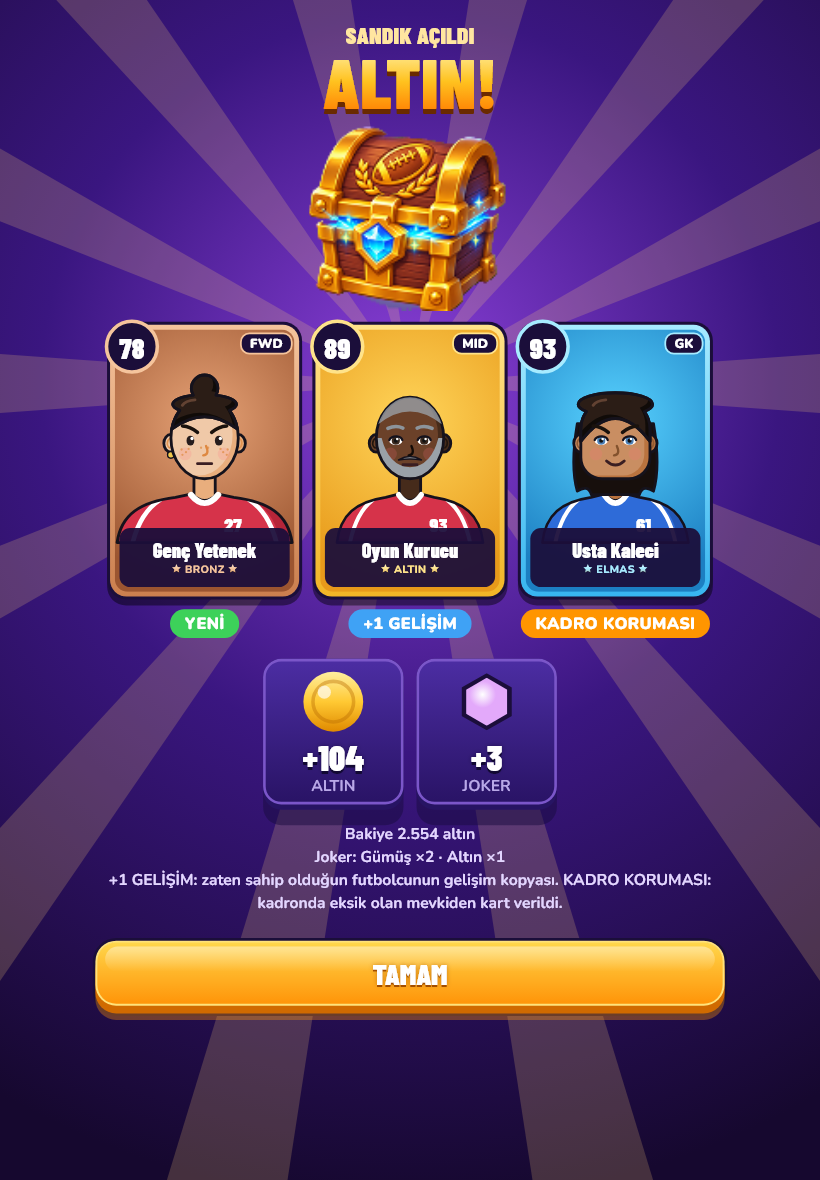 SANDIK AÇILDI
ALTIN!
78
FWD
89
MID
93
GK
27
93
61
Genç Yetenek
★ BRONZ ★
Oyun Kurucu
★ ALTIN ★
Usta Kaleci
★ ELMAS ★
YENİ
+1 GELİŞİM
KADRO KORUMASI
+104
ALTIN
+3
JOKER
Bakiye 2.554 altın
Joker: Gümüş ×2 · Altın ×1
+1 GELİŞİM: zaten sahip olduğun futbolcunun gelişim kopyası. KADRO KORUMASI:
kadronda eksik olan mevkiden kart verildi.
TAMAM